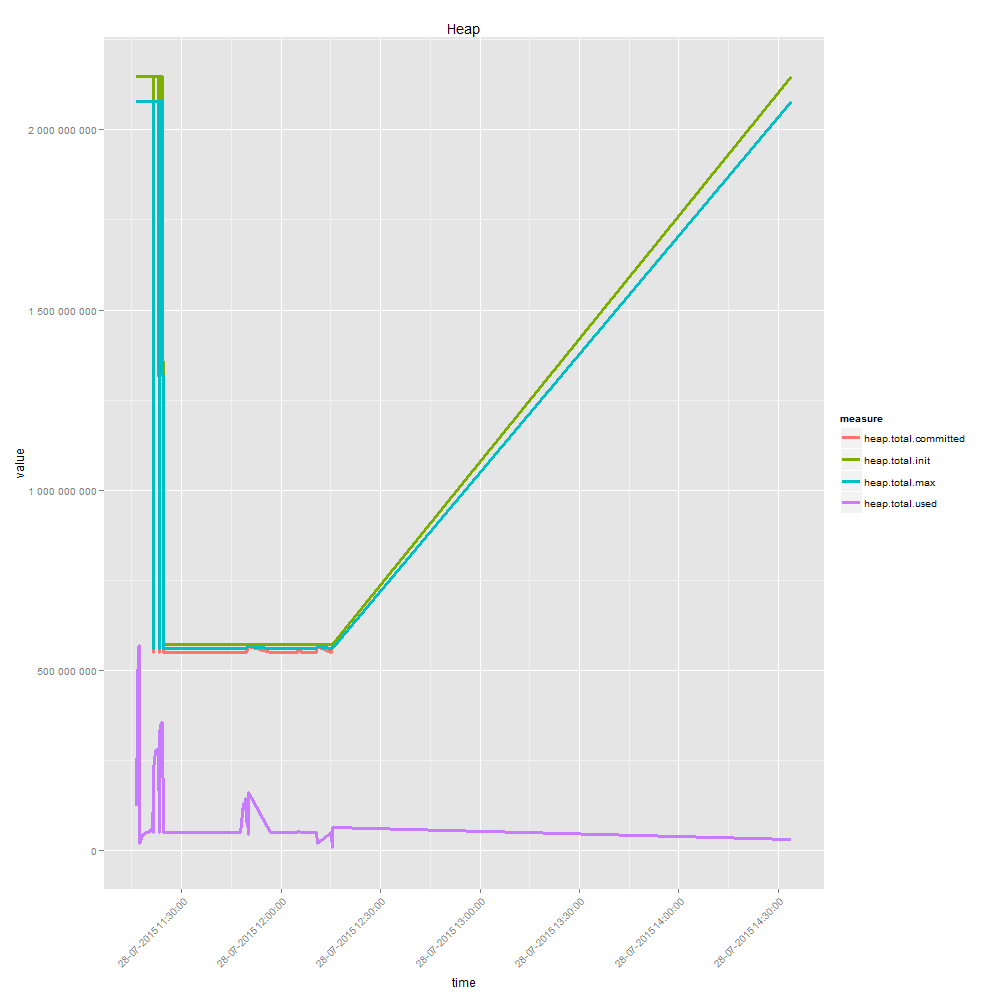 Heap
value
2 000 000 000
1 500 000 000
1 000 000 000
500 000 000
0
28-07-2015 11:30:00
28-07-2015 12:00:00
28-07-2015 12:30:00
28-07-2015 13:00:00
28-07-2015 13:30:00
28-07-2015 14:00:00
28-07-2015 14:30:00
time
measure
heap.total.committed
heap.total.init
heap.total.max
heap.total.used